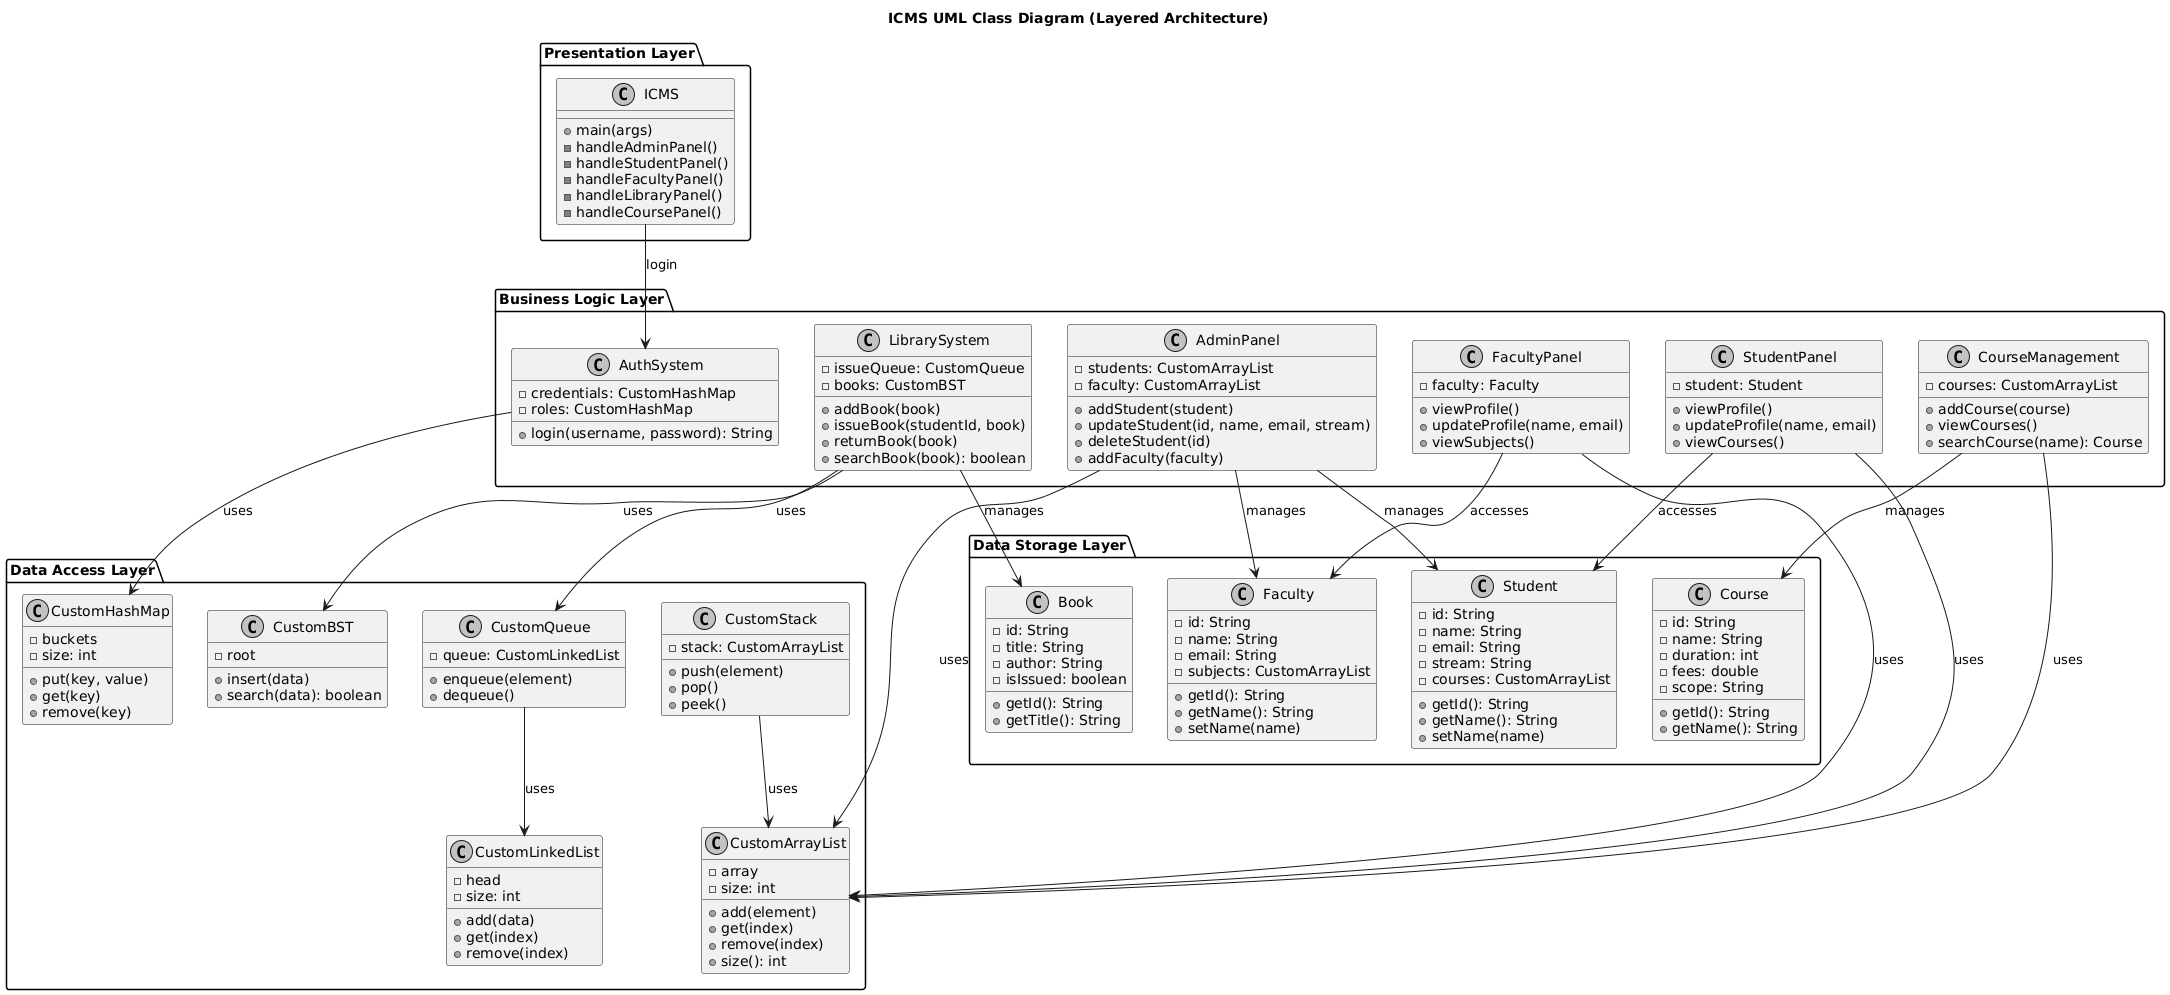 ICMS UML Class Diagram (Layered Architecture)
Presentation Layer
C ICMS
main(args)
handleAdminPanel()
handleStudentPanel()
handleFacultyPanel()
handleLibraryPanel()
handleCoursePanel()
login
Business Logic Layer
C AuthSystem
credentials: CustomHashMap
roles: CustomHashMap
login(username, password): String
C LibrarySystem
issueQueue: CustomQueue
books: CustomBST
addBook(book)
issueBook(studentId, book)
returnBook(book)
searchBook(book): boolean
C AdminPanel
students: CustomArrayList
faculty: CustomArrayList
addStudent(student)
updateStudent(id, name, email, stream)
deleteStudent(id)
addFaculty(faculty)
C FacultyPanel
faculty: Faculty
viewProfile()
updateProfile(name, email)
viewSubjects()
C StudentPanel
student: Student
viewProfile()
updateProfile(name, email)
viewCourses()
C CourseManagement
courses: CustomArrayList
addCourse(course)
viewCourses()
searchCourse(name): Course
uses
uses
uses
manages
manages
manages
accesses
accesses
manages
Data Access Layer
C CustomHashMap
buckets
size: int
put(key, value)
get(key)
remove(key)
C CustomBST
root
insert(data)
search(data): boolean
C CustomQueue
queue: CustomLinkedList
enqueue(element)
dequeue()
C CustomStack
stack: CustomArrayList
push(element)
pop()
peek()
uses
Data Storage Layer
C Book
id: String
title: String
author: String
isIssued: boolean
getId(): String
getTitle(): String
C Faculty
id: String
name: String
email: String
subjects: CustomArrayList
getId(): String
getName(): String
setName(name)
C Student
id: String
name: String
email: String
stream: String
courses: CustomArrayList
getId(): String
getName(): String
setName(name)
C Course
id: String
name: String
duration: int
fees: double
scope: String
getId(): String
getName(): String
uses
uses
uses
uses
uses
C CustomLinkedList
head
size: int
add(data)
get(index)
remove(index)
C CustomArrayList
array
size: int
add(element)
get(index)
remove(index)
size(): int